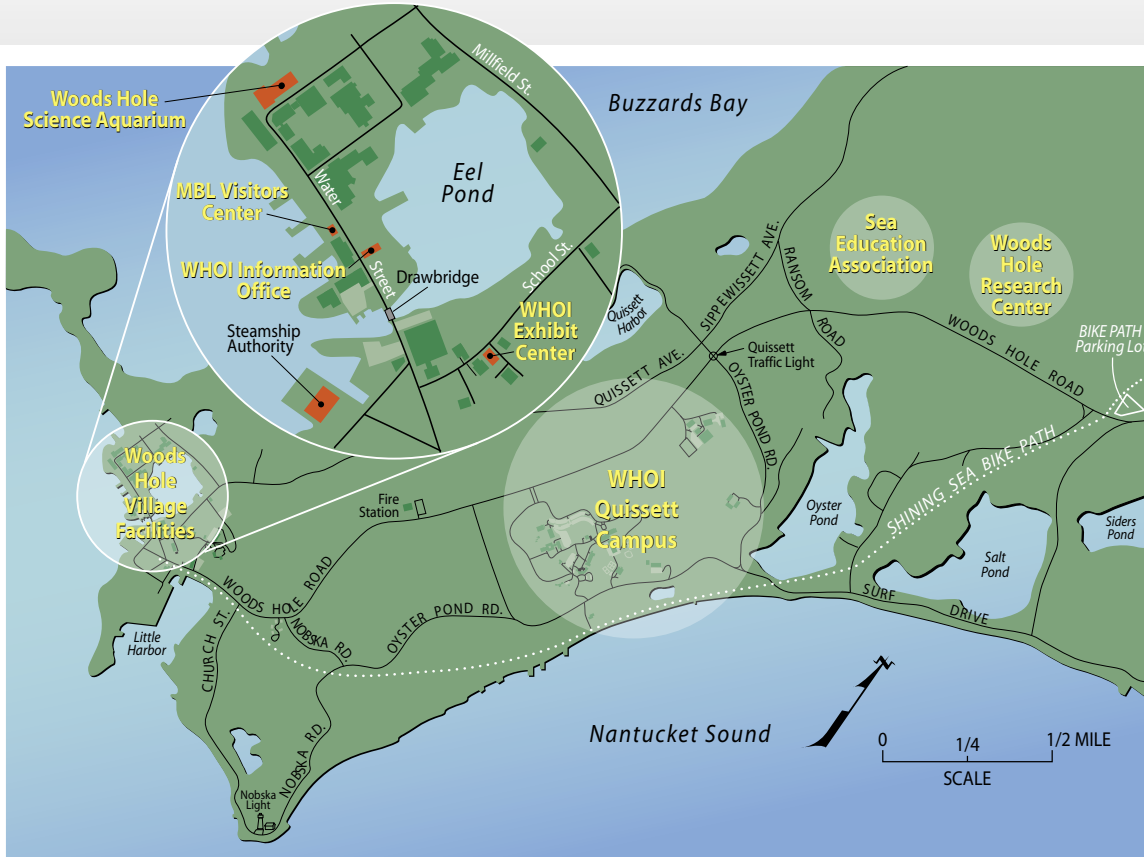 Millfield St.
Buzzards Bay
Woods Hole
Science Aquarium
Eel
Pond
Water
Street
MBL Visitors
Center
WHOI Information
Office
Drawbridge
School St.
WHOI
Exhibit
Center
Steamship
Authority
Quissett
Harbor
SIPPEWISSETT AVE.
RANSOM
ROAD
Sea
Education
Association
Woods
Hole
Research
Center
WOODS HOLE ROAD
BIKE PATH
Parking Lot
QUISSETT AVE.
Quissett
Traffic Light
OYSTER POND RD.
Woods
Hole
Village
Facilities
Fire
Station
WHOI
Quissett
Campus
Oyster
Pond
SHINING SEA BIKE PATH
Salt
Pond
Siders
Pond
SURF DRIVE
WOODS HOLE ROAD
NOBSKA RD.
OYSTER POND RD.
CHURCH ST.
Little
Harbor
NOBSKA RD.
Nobska
Light
Nantucket Sound
N
0 1/4 1/2 MILE
SCALE